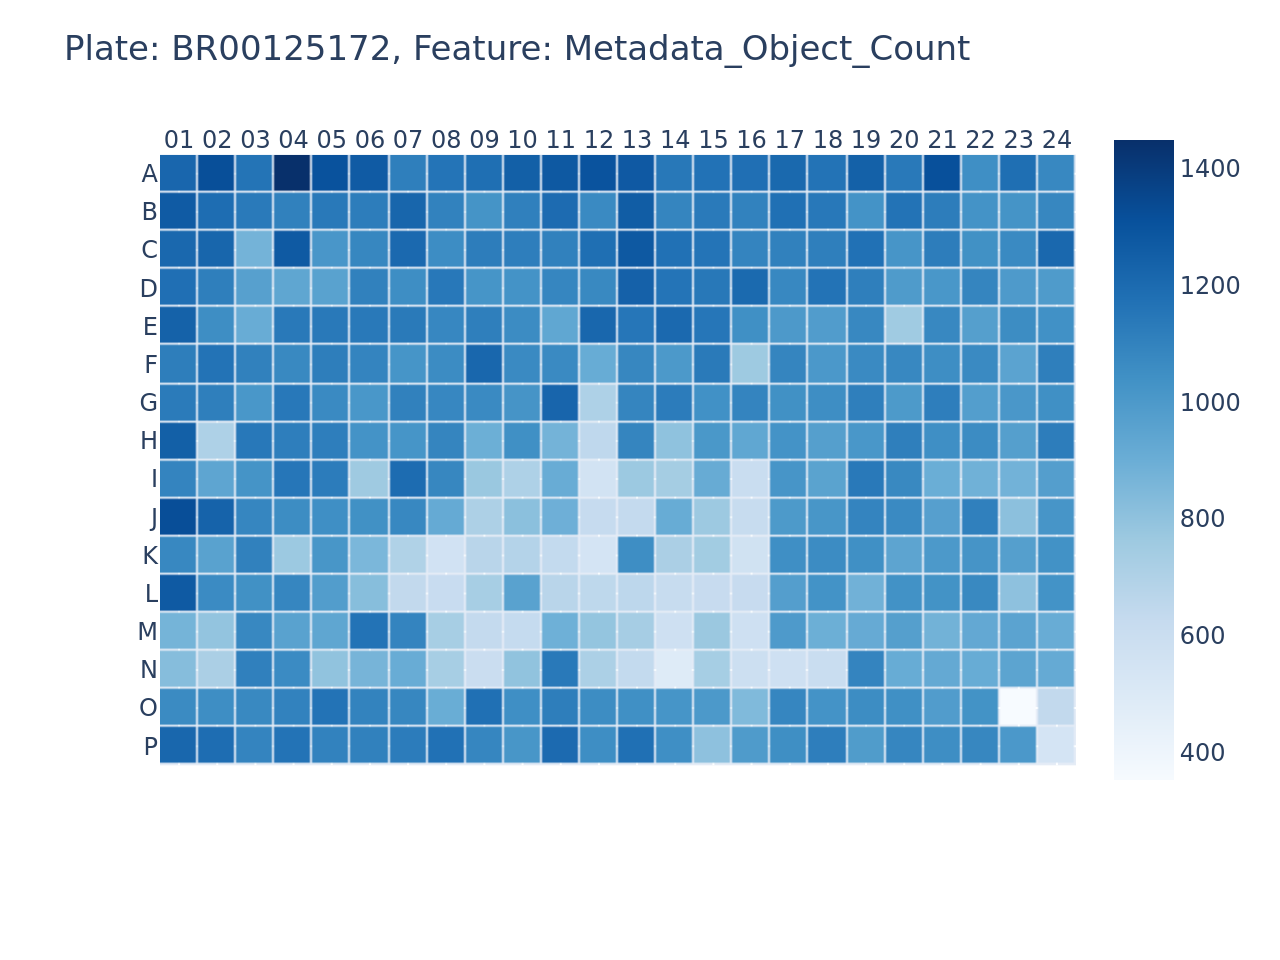 Plate: BR00125172, Feature: Metadata_Object_Count
01 02 03 04 05 06 07 08 09 10 11 12 13 14 15 16 17 18 19 20 21 22 23 24
A
B
C
D
E
F
G
H
I
J
K
L
M
N
O
P
1400
1200
1000
800
600
400